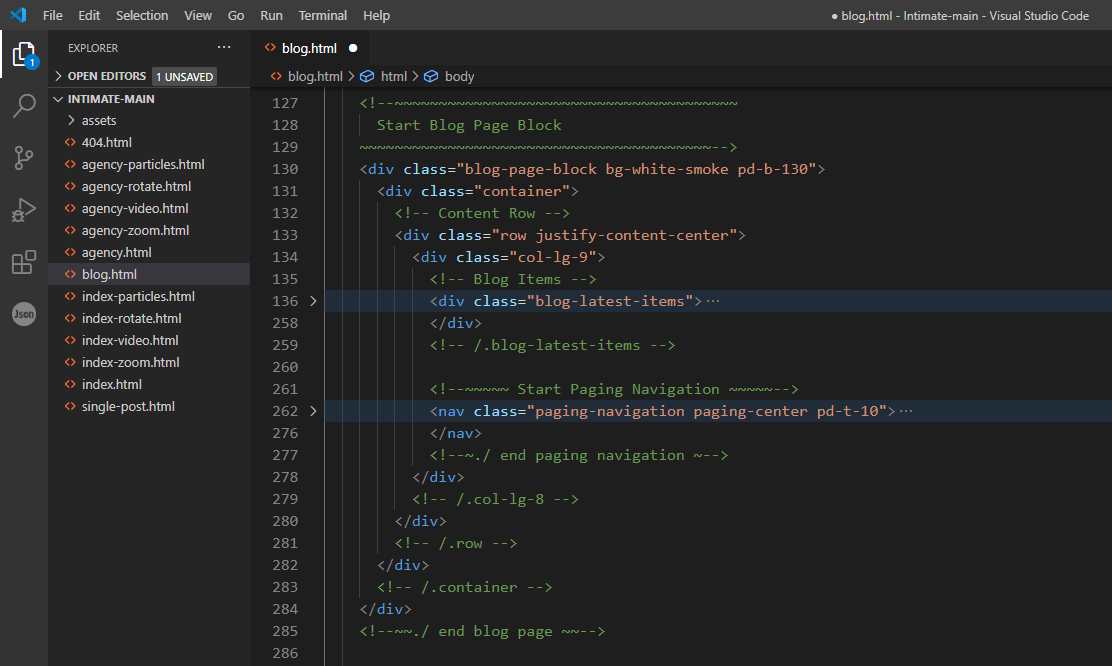 File Edit Selection View Go Run Terminal Help ● blog.html - Intimate-main - Visual Studio Code
EXPLORER ···
1
OPEN EDITORS 1 UNSAVED
INTIMATE-MAIN
assets
404.html
agency-particles.html
agency-rotate.html
agency-video.html
agency-zoom.html
agency.html
blog.html
index-particles.html
index-rotate.html
index-video.html
index-zoom.html
index.html
single-post.html
Json
<> blog.html ●
<> blog.html > html > body
127 <!--~~~~~~~~~~~~~~~~~~~~~~~~~~~~~~~~~~~~~~~
128 Start Blog Page Block
129 ~~~~~~~~~~~~~~~~~~~~~~~~~~~~~~~~~~~~~~~~-->
130 <div class="blog-page-block bg-white-smoke pd-b-130">
131 <div class="container">
132 <!-- Content Row -->
133 <div class="row justify-content-center">
134 <div class="col-lg-9">
135 <!-- Blog Items -->
136 > <div class="blog-latest-items">···
258 </div>
259 <!-- /.blog-latest-items -->
260
261 <!--~~~~~ Start Paging Navigation ~~~~~-->
262 > <nav class="paging-navigation paging-center pd-t-10">···
276 </nav>
277 <!--~./ end paging navigation ~-->
278 </div>
279 <!-- /.col-lg-8 -->
280 </div>
281 <!-- /.row -->
282 </div>
283 <!-- /.container -->
284 </div>
285 <!--~~./ end blog page ~~-->
286